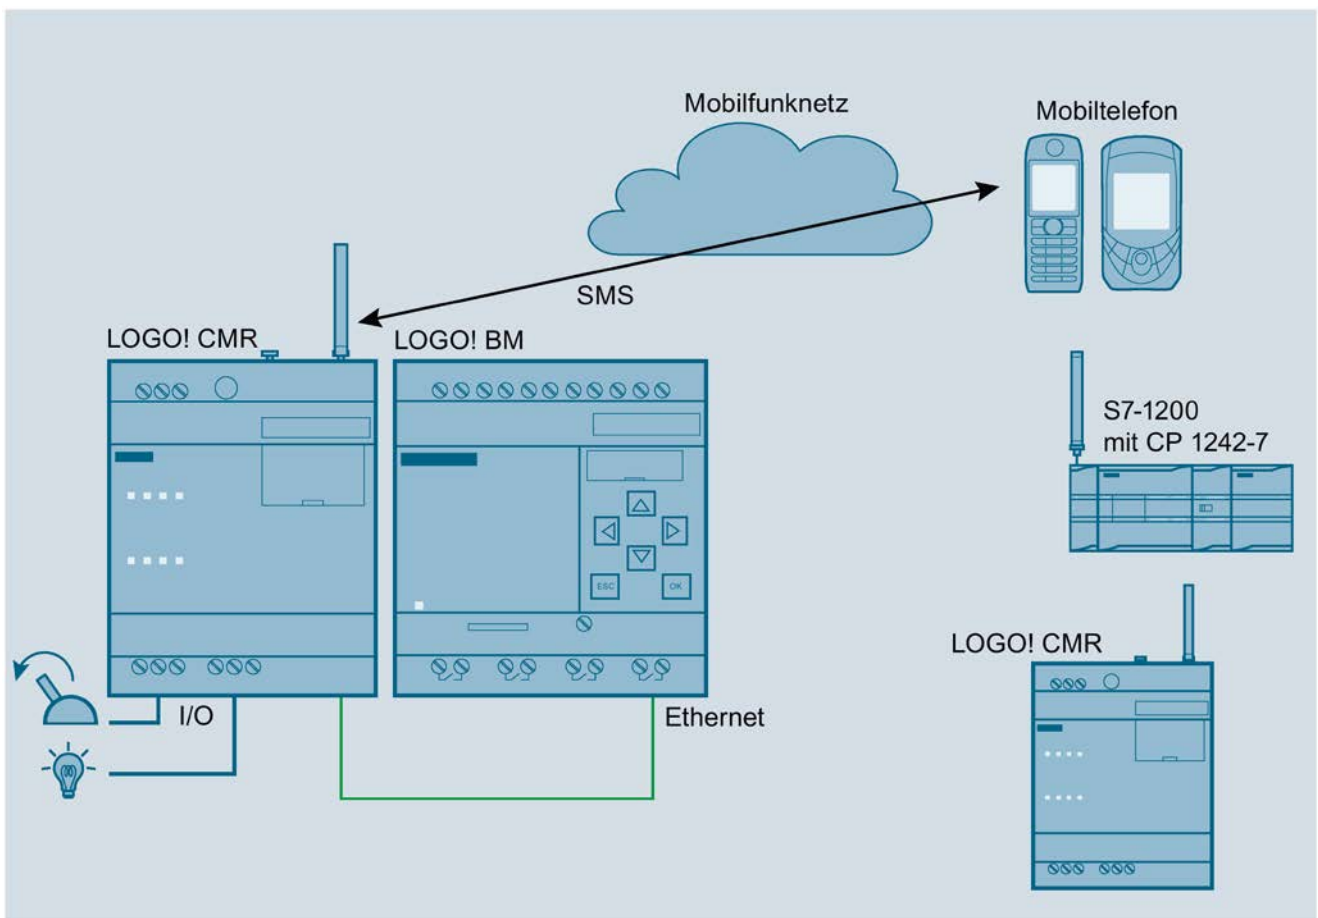 Mobilfunknetz
Mobiltelefon
SMS
LOGO! CMR
LOGO! BM
S7-1200
mit CP 1242-7
ESC
OK
LOGO! CMR
I/O
Ethernet